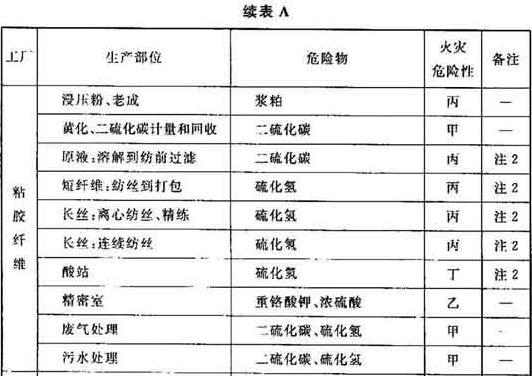 续表 A
工厂 生产部位 危险物 火灾危险性 备注
粘胶纤维
浸压粉、老成 浆粕 丙 —
黄化、二硫化碳计量和回收 二硫化碳 甲 —
原液:溶解到纺前过滤 二硫化碳 丙 注2
短纤维:纺丝到打包 硫化氢 丙 注2
长丝:离心纺丝、精练 硫化氢 丙 注2
长丝:连续纺丝 硫化氢 丙 注2
酸站 硫化氢 丁 注2
精密室 重铬酸钾、浓硫酸 乙 —
废气处理 二硫化碳、硫化氢 甲
污水处理 二硫化碳、硫化氢 甲 —